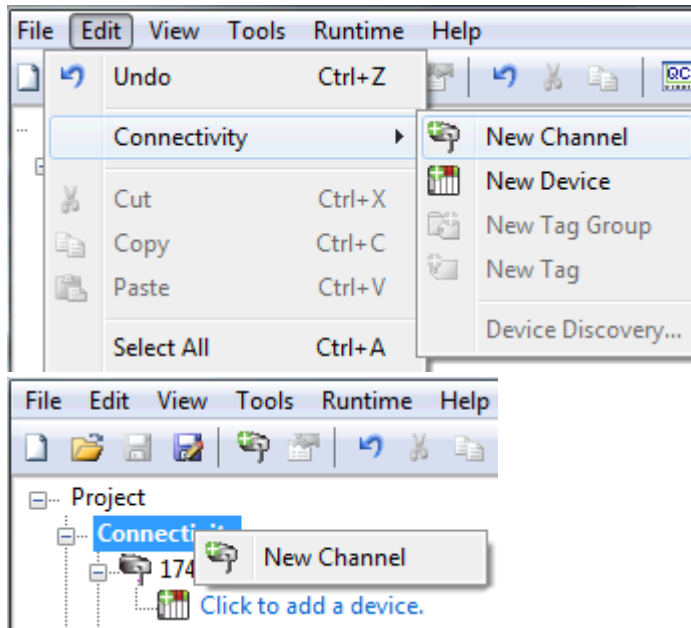 File Edit View Tools Runtime Help
Undo Ctrl+Z
Connectivity New Channel
New Device
Cut Ctrl+X
New Tag Group
Copy Ctrl+C
New Tag
Paste Ctrl+V
Device Discovery...
Select All Ctrl+A
File Edit View Tools Runtime Help
Project
New Channel
174
Click to add a device.